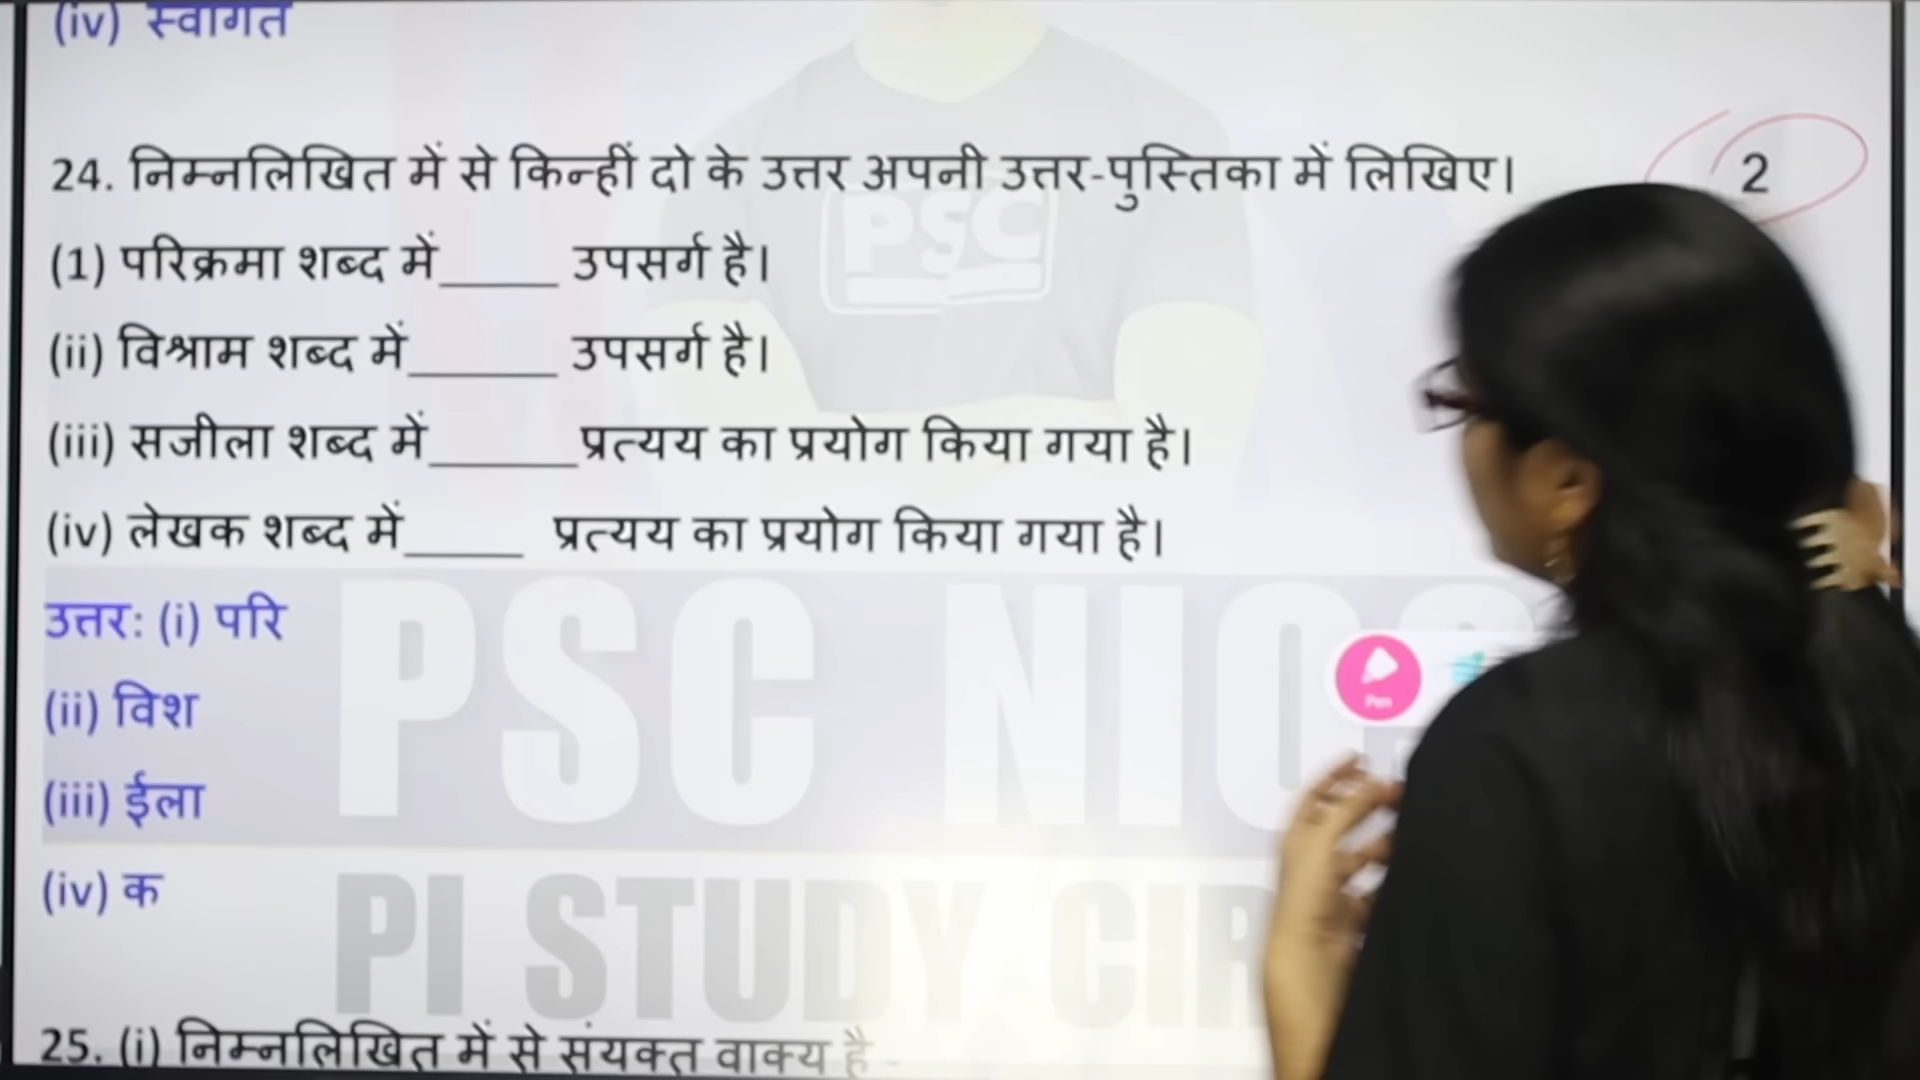 (iv) स्वागत
24. निम्नलिखित में से किन्हीं दो के उत्तर अपनी उत्तर-पुस्तिका में लिखिए। 2
PSC
(1) परिक्रमा शब्द में_____ उपसर्ग है।
(ii) विश्राम शब्द में______ उपसर्ग है।
(iii) सजीला शब्द में______प्रत्यय का प्रयोग किया गया है।
(iv) लेखक शब्द में_____ प्रत्यय का प्रयोग किया गया है।
उत्तर: (i) परि
(ii) विश
(iii) ईला
(iv) क
PSC
Pen
PI STUDY
25. (i) निम्नलिखित में से संयक्त वाक्य है -